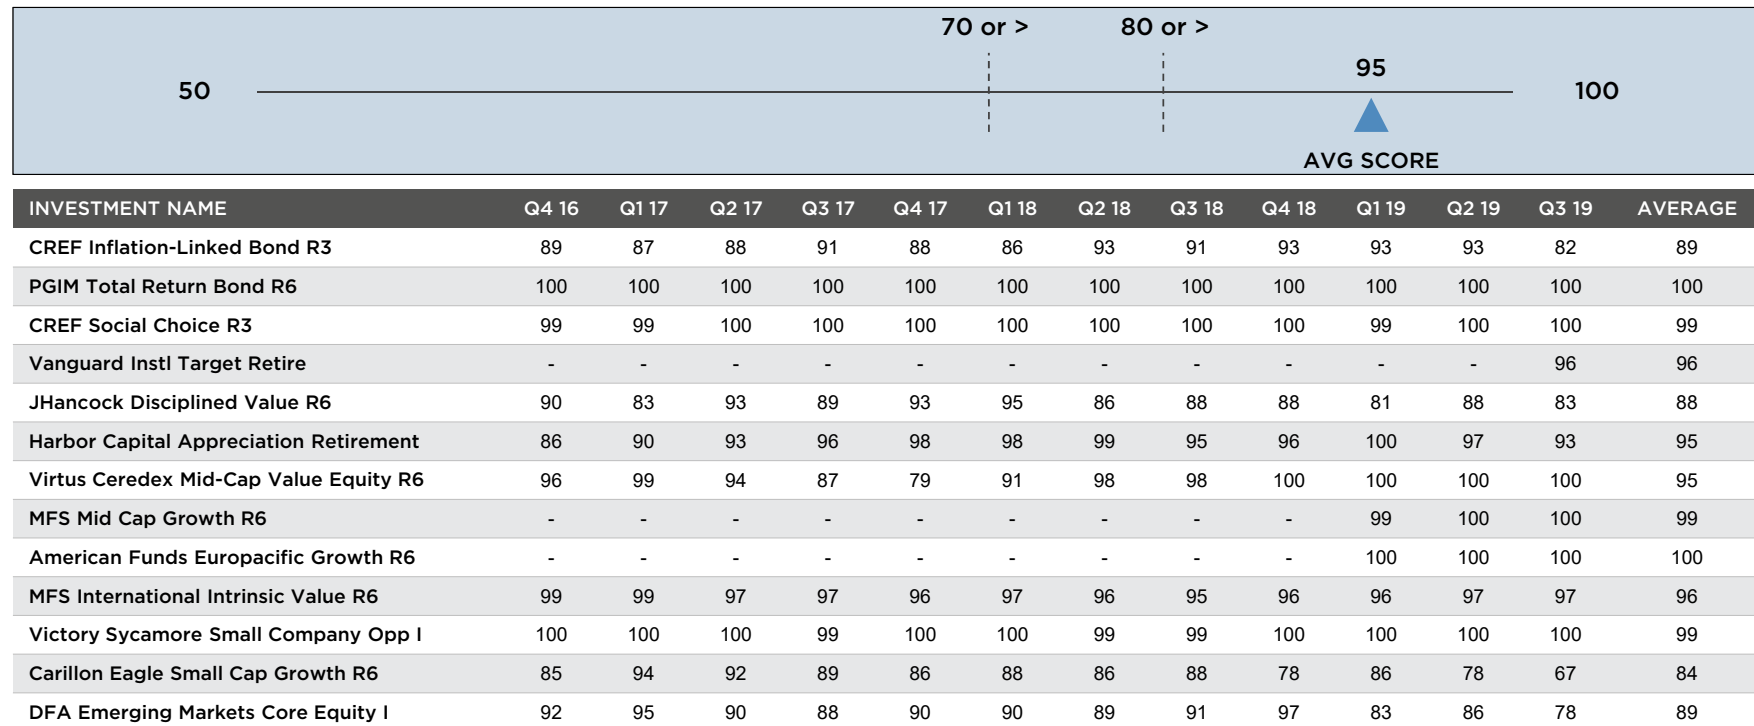 70 or > 80 or >
95
50 100
AVG SCORE
INVESTMENT NAME Q4 16 Q1 17 Q2 17 Q3 17 Q4 17 Q1 18 Q2 18 Q3 18 Q4 18 Q1 19 Q2 19 Q3 19 AVERAGE
CREF Inflation-Linked Bond R3 89 87 88 91 88 86 93 91 93 93 93 82 89
PGIM Total Return Bond R6 100 100 100 100 100 100 100 100 100 100 100 100 100
CREF Social Choice R3 99 99 100 100 100 100 100 100 100 99 100 100 99
Vanguard Instl Target Retire - - - - - - - - - - - 96 96
JHancock Disciplined Value R6 90 83 93 89 93 95 86 88 88 81 88 83 88
Harbor Capital Appreciation Retirement 86 90 93 96 98 98 99 95 96 100 97 93 95
Virtus Ceredex Mid-Cap Value Equity R6 96 99 94 87 79 91 98 98 100 100 100 100 95
MFS Mid Cap Growth R6 - - - - - - - - - 99 100 100 99
American Funds Europacific Growth R6 - - - - - - - - - 100 100 100 100
MFS International Intrinsic Value R6 99 99 97 97 96 97 96 95 96 96 97 97 96
Victory Sycamore Small Company Opp I 100 100 100 99 100 100 99 99 100 100 100 100 99
Carillon Eagle Small Cap Growth R6 85 94 92 89 86 88 86 88 78 86 78 67 84
DFA Emerging Markets Core Equity I 92 95 90 88 90 90 89 91 97 83 86 78 89